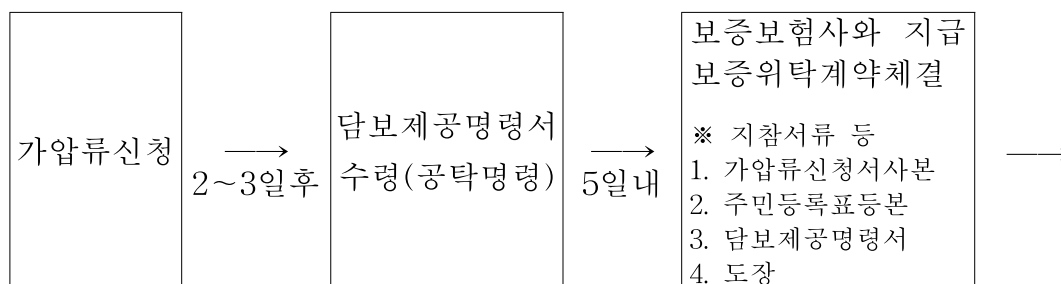 가압류신청
──→
2~3일후
담보제공명령서
수령(공탁명령)
──→
5일내
보증보험사와 지급
보증위탁계약체결
※ 지참서류 등
1. 가압류신청서사본
2. 주민등록표등본
3. 담보제공명령서
4. 도장